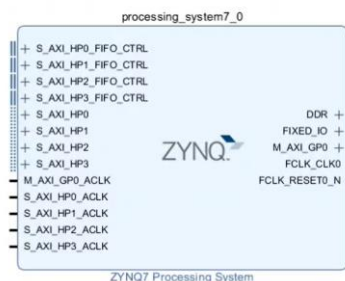 processing_system7_0
S_AXI_HP0_FIFO_CTRL
S_AXI_HP1_FIFO_CTRL
S_AXI_HP2_FIFO_CTRL
S_AXI_HP3_FIFO_CTRL
S_AXI_HP0
S_AXI_HP1
S_AXI_HP2
S_AXI_HP3
M_AXI_GP0_ACLK
S_AXI_HP0_ACLK
S_AXI_HP1_ACLK
S_AXI_HP2_ACLK
S_AXI_HP3_ACLK
ZYNQ
DDR
FIXED_IO
M_AXI_GP0
FCLK_CLK0
FCLK_RESET0_N
ZYNQ7 Processing System